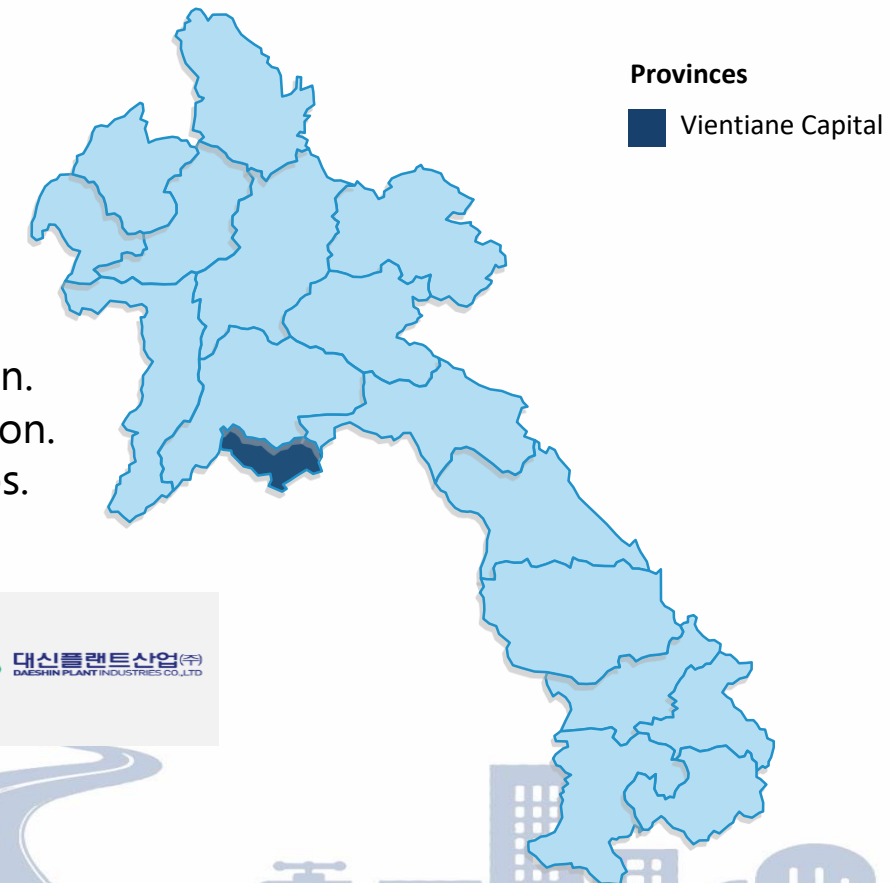 Provinces
Vientiane Capital
n.
on.
s.
대신플랜트산업(주)
DAESHIN PLANT INDUSTRIES CO.,LTD